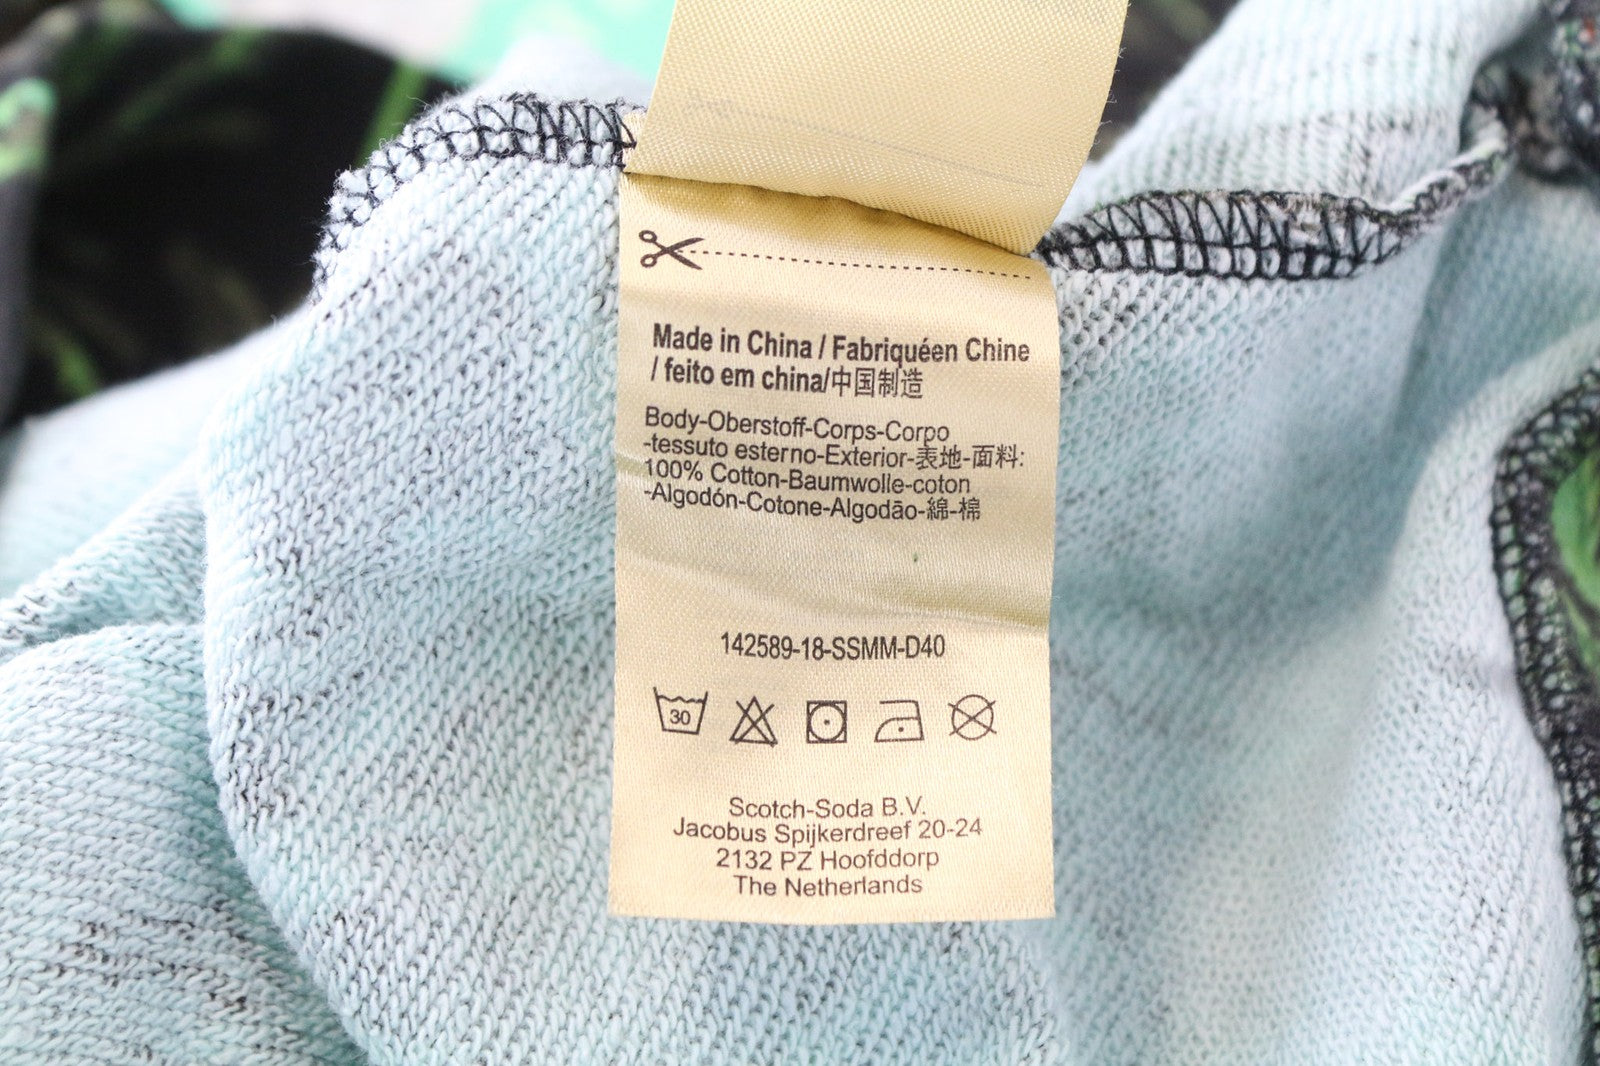 Made in China / Fabriquéen Chine
/ feito em china/中国制造
Body-Oberstoff-Corps-Corpo
-tessuto esterno-Exterior-表地-面料:
100% Cotton-Baumwolle-coton
-Algodón-Cotone-Algodão-綿-棉
142589-18-SSMM-D40
30
Scotch-Soda B.V.
Jacobus Spijkerdreef 20-24
2132 PZ Hoofddorp
The Netherlands